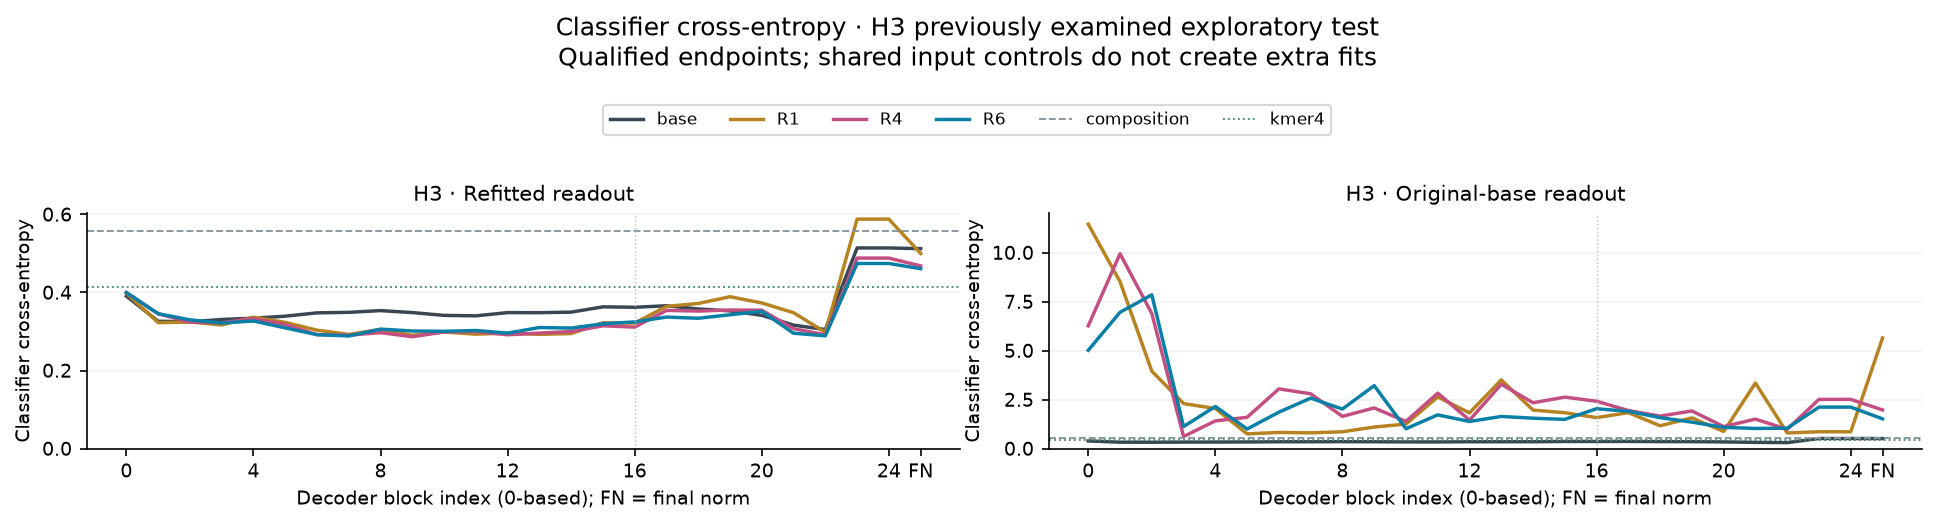 Classifier cross-entropy · H3 previously examined exploratory test
Qualified endpoints; shared input controls do not create extra fits
base R1 R4 R6 composition kmer4
H3 · Refitted readout
Classifier cross-entropy
0.6
0.4
0.2
0.0
0 4 8 12 16 20 24 FN
Decoder block index (0-based); FN = final norm
H3 · Original-base readout
Classifier cross-entropy
10.0
7.5
5.0
2.5
0.0
0 4 8 12 16 20 24 FN
Decoder block index (0-based); FN = final norm